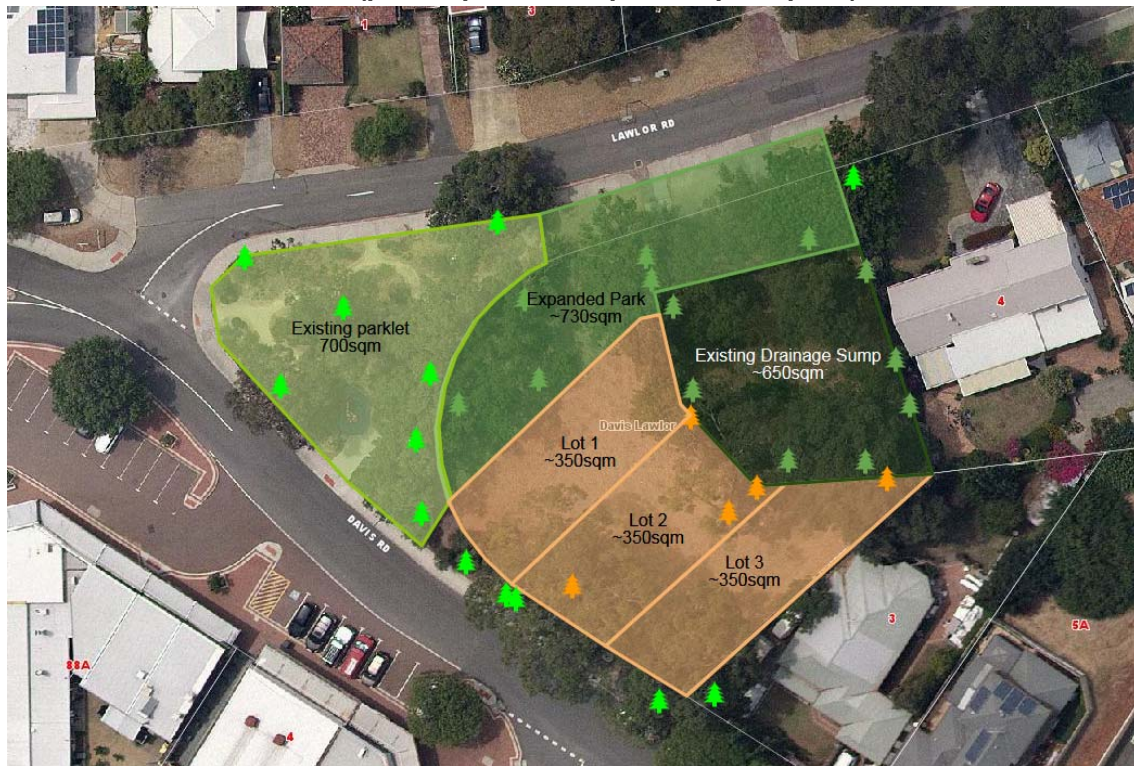 1
3
LAWLOR RD
Existing parklet
700sqm
Expanded Park
~730sqm
4
Existing Drainage Sump
~650sqm
Davis Lawlor
Lot 1
~350sqm
Lot 2
~350sqm
Lot 3
~350sqm
DAVIS RD
3
5A
88A
4